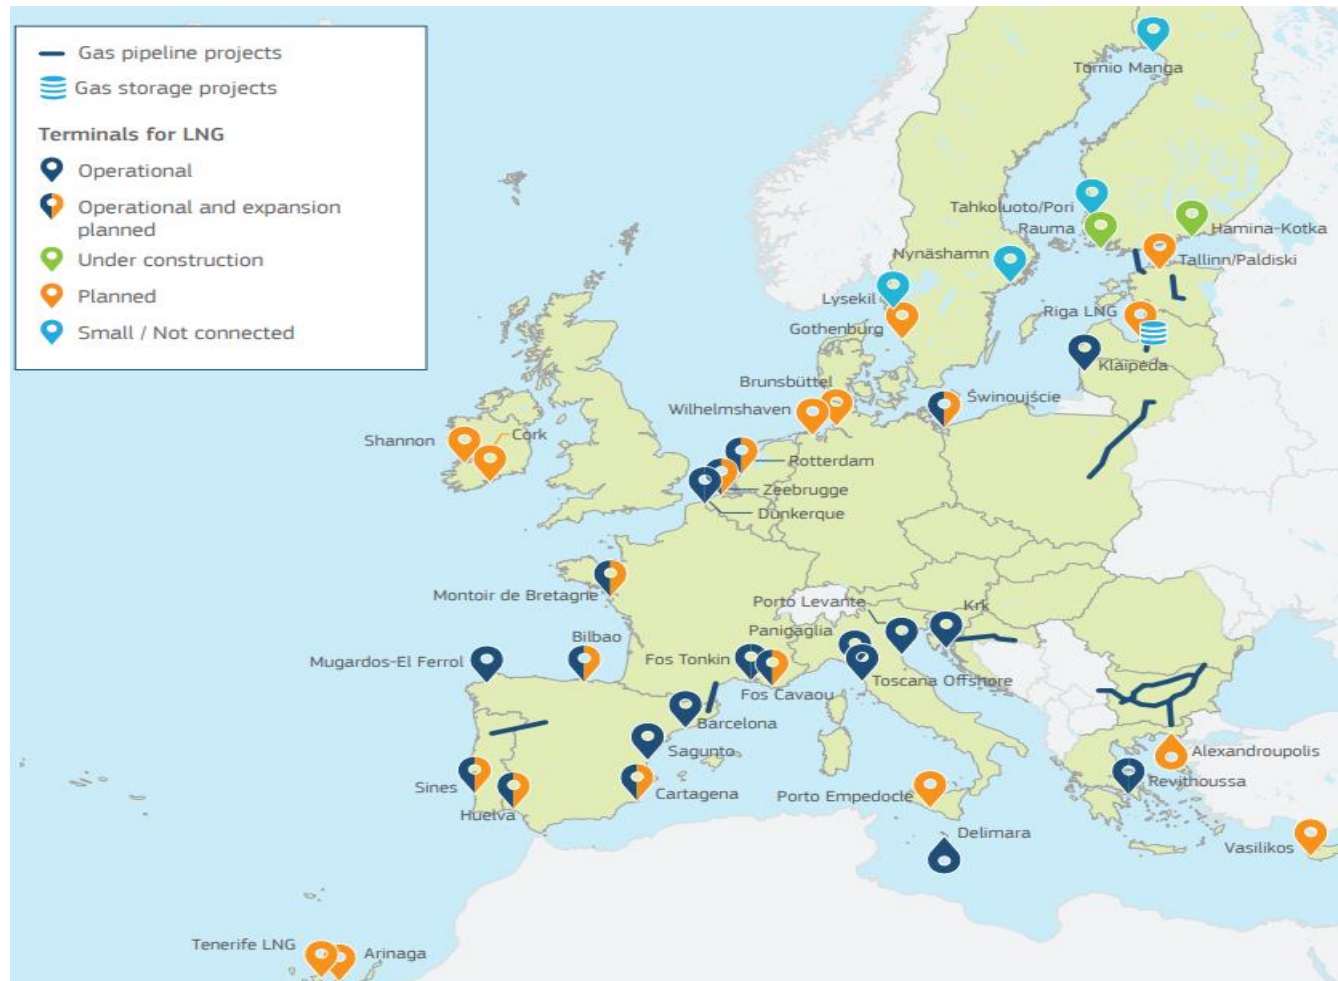 Gas pipeline projects
Gas storage projects
Terminals for LNG
Operational
Operational and expansion
planned
Under construction
Planned
Small / Not connected
Tornio Manga
Tahkoluoto/Pori
Rauma
Hamina-Kotka
Nynäshamn
Tallinn/Paldiski
Lysekil
Riga LNG
Gothenburg
Klaipėda
Brunsbüttel
Świnoujście
Wilhelmshaven
Shannon
Cork
Rotterdam
Zeebrugge
Dunkerque
Montoir de Bretagne
Porto Levante
Krk
Panigaglia
Bilbao
Mugardos-El Ferrol
Fos Tonkin
Toscana Offshore
Fos Cavaou
Barcelona
Sagunto
Alexandroupolis
Revithoussa
Sines
Cartagena
Porto Empedocle
Huelva
Delimara
Vasilikos
Tenerife LNG
Arinaga